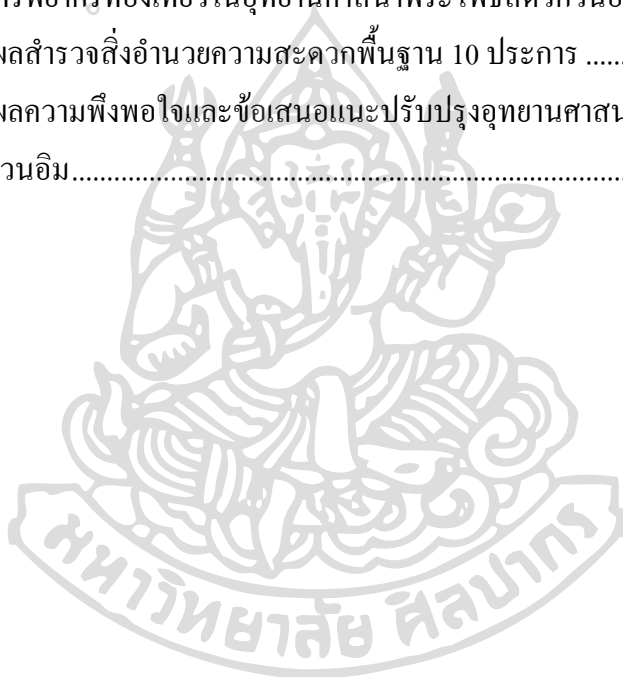 ผลสำรวจสิ่งอำนวยความสะดวกพื้นฐาน 10 ประการ ......
ผลความพึงพอใจและข้อเสนอแนะปรับปรุงอุทยานศาสน
วนอิม................................................................................
มหาวิทยาลัย ศิลปากร